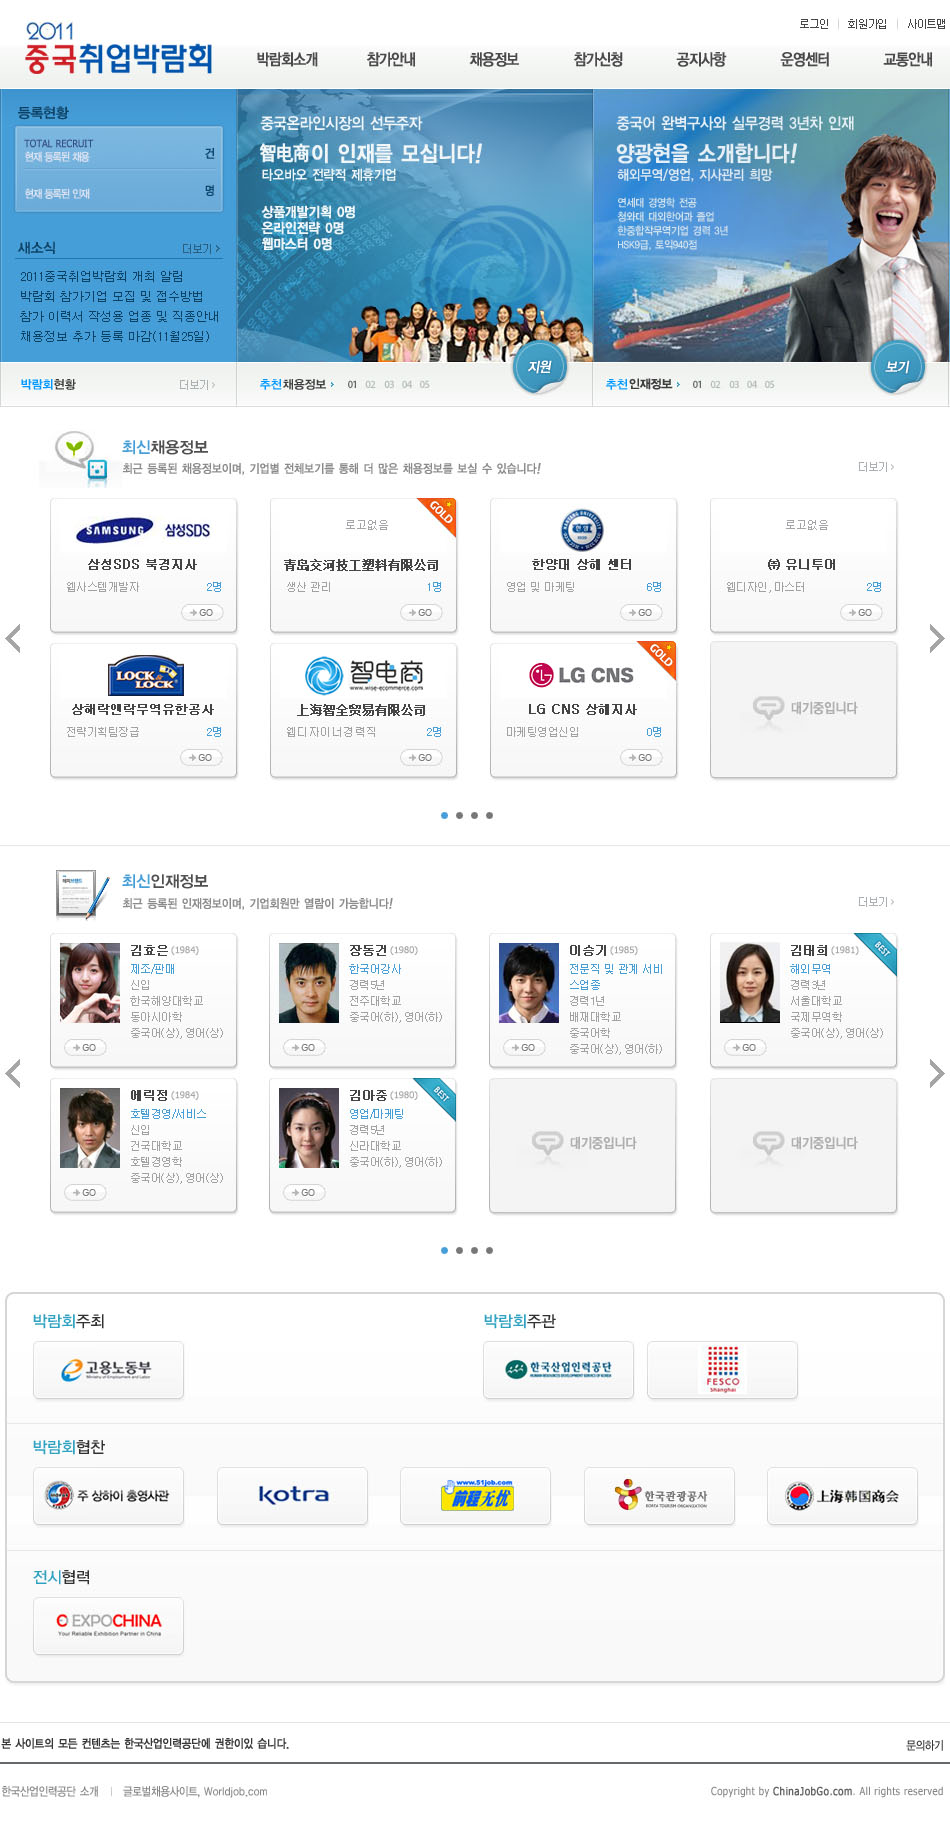 로그인 회원가입 사이트맵
2011
중국취업박람회
박람회소개 참가안내 채용정보 참가신청 공지사항 운영센터 교통안내
등록현황
TOTAL RECRUIT
현재 등록된 채용 건
현재 등록된 인재 명
새소식 더보기
2011중국취업박람회 개최 알림
박람회 참가기업 모집 및 접수방법
참가 이력서 작성용 업종 및 직종안내
채용정보 추가 등록 마감(11월25일)
박람회현황 더보기
중국온라인시장의 선두주자
智电商이 인재를 모십니다!
타오바오 전략적 제휴기업
상품개발기획 0명
온라인전략 0명
웹마스터 0명
지원
추천채용정보 01 02 03 04 05
중국어 완벽구사와 실무경력 3년차 인재
양광현을 소개합니다!
해외무역/영업, 지사관리 희망
연세대 경영학 전공
청화대 대외한어과 졸업
한중합작무역기업 경력 3년
HSK9급, 토익940점
보기
추천인재정보 01 02 03 04 05
최신채용정보
최근 등록된 채용정보이며, 기업별 전체보기를 통해 더 많은 채용정보를 보실 수 있습니다!
더보기
SAMSUNG 삼성SDS
삼성SDS 북경지사
웹사스템개발자 2명
GO
로고없음
GOLD
青岛交河技工塑料有限公司
생산 관리 1명
GO
한양대 상해 센터
영업 및 마케팅 6명
GO
로고없음
㈜ 유니투어
웹디자인, 마스터 2명
GO
LOCK&LOCK
상해락앤락무역유한공사
전략기획팀장급 2명
GO
智电商
www.wise-ecommerce.com
上海智全贸易有限公司
웹디자이너경력직 2명
GO
GOLD
LG CNS
LG CNS 상해지사
마케팅영업신입 0명
GO
대기중입니다
최신인재정보
최근 등록된 인재정보이며, 기업회원만 열람이 가능합니다!
더보기
김효은 (1984)
제조/판매
신입
한국해양대학교
동아시아학
중국어(상), 영어(상)
GO
장동건 (1980)
한국어강사
경력5년
전주대학교
중국어(하), 영어(하)
GO
이승기 (1985)
전문직 및 관계 서비
스업종
경력1년
배재대학교
중국어학
중국어(상), 영어(하)
GO
김태희 (1981)
BEST
해외무역
경력3년
서울대학교
국제무역학
중국어(상), 영어(상)
GO
에릭정 (1984)
호텔경영/서비스
신입
건국대학교
호텔경영학
중국어(상), 영어(상)
GO
김아중 (1980)
BEST
영업/마케팅
경력5년
신라대학교
중국어(하), 영어(하)
GO
대기중입니다
대기중입니다
박람회주최
고용노동부
Ministry of Employment and Labor
박람회주관
한국산업인력공단
HUMAN RESOURCES DEVELOPMENT SERVICE OF KOREA
FESCO
Shanghai
박람회협찬
주 상하이 총영사관
kotra
www.51job.com
前程无忧
한국관광공사
KOREA TOURISM ORGANIZATION
上海韩国商会
전시협력
EXPOCHINA
Your Reliable Exhibition Partner in China
본 사이트의 모든 컨텐츠는 한국산업인력공단에 권한이있 습니다.
문의하기
한국산업인력공단 소개 글로벌채용사이트, Worldjob.com
Copyright by ChinaJobGo.com. All rights reserved